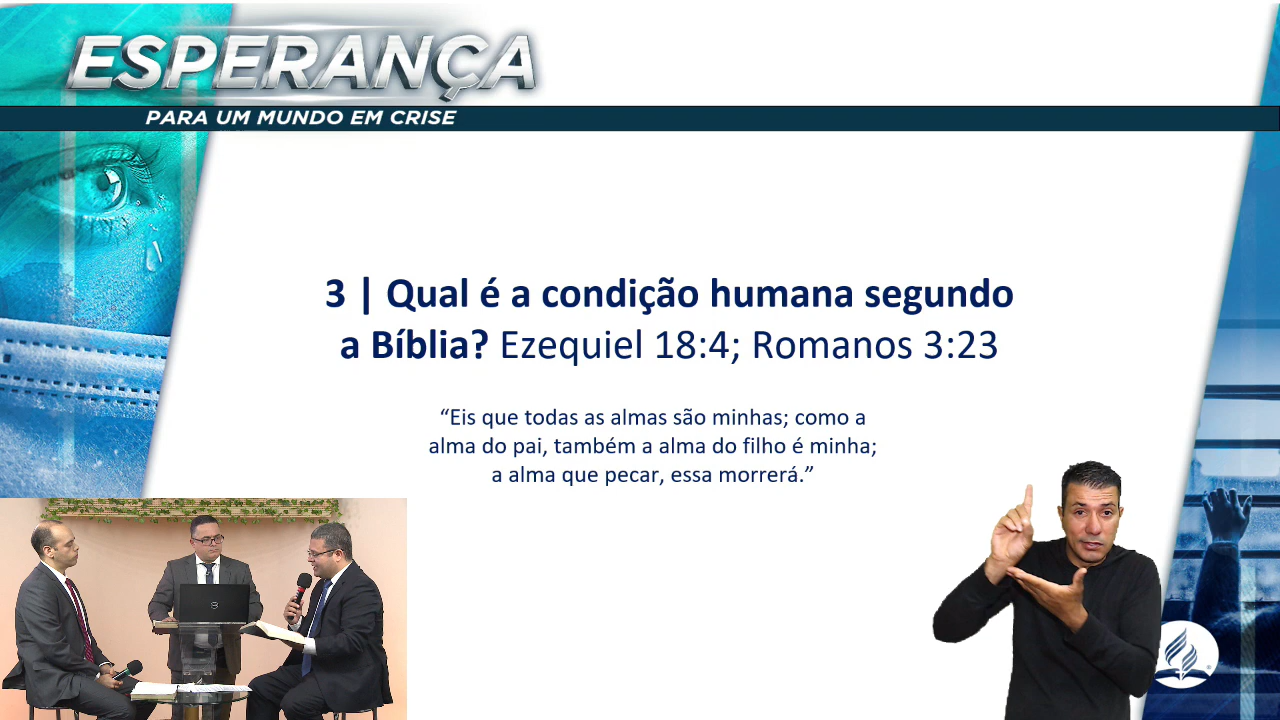 ESPERANÇA
PARA UM MUNDO EM CRISE
3 | Qual é a condição humana segundo
a Bíblia? Ezequiel 18:4; Romanos 3:23
“Eis que todas as almas são minhas; como a
alma do pai, também a alma do filho é minha;
a alma que pecar, essa morrerá.”